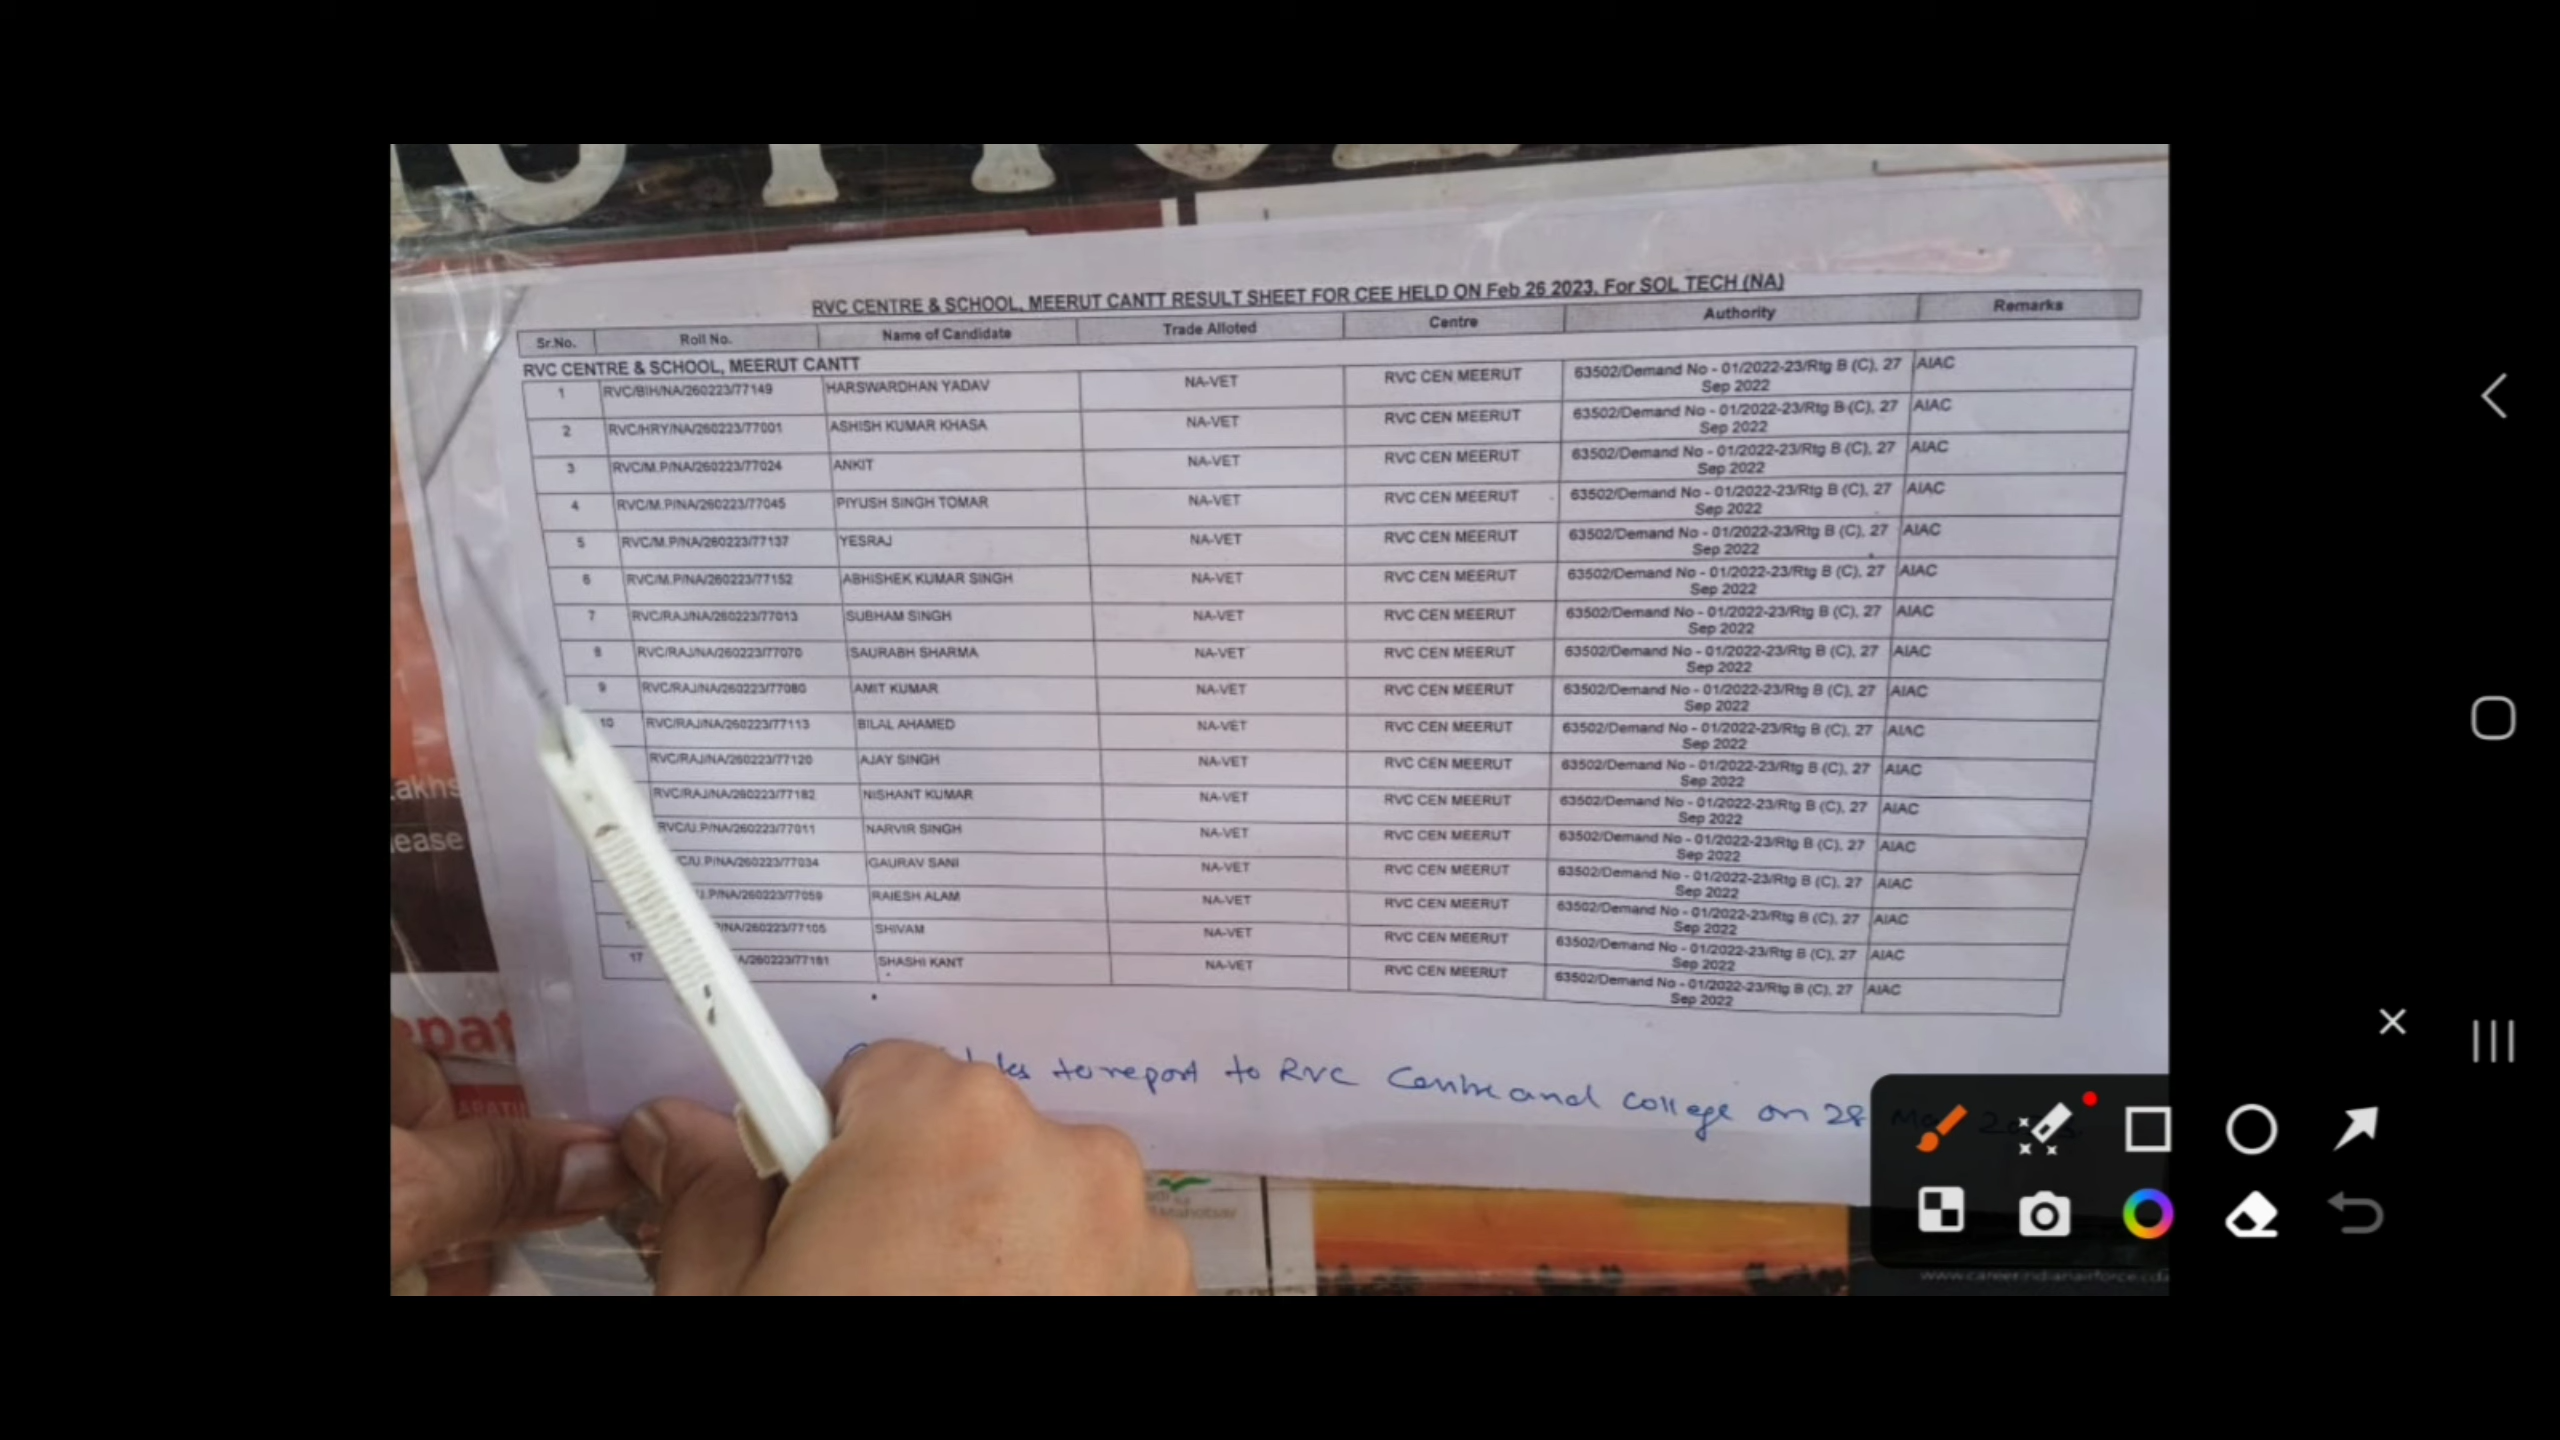 RVC CENTRE & SCHOOL, MEERUT CANTT RESULT SHEET FOR CEE HELD ON Feb 26 2023, For SOL TECH (NA)
Sr.No. Roll No. Name of Candidate Trade Alloted Centre Authority Remarks
RVC CENTRE & SCHOOL, MEERUT CANTT
1 RVC/BIH/NA/260223/77149 HARSWARDHAN YADAV NA-VET RVC CEN MEERUT 63502/Demand No - 01/2022-23/Rtg B (C), 27 AIAC
Sep 2022
2 RVC/HRY/NA/260223/77001 ASHISH KUMAR KHASA NA-VET RVC CEN MEERUT 63502/Demand No - 01/2022-23/Rtg B (C), 27 AIAC
Sep 2022
3 RVC/M.P/NA/260223/77024 ANKIT NA-VET RVC CEN MEERUT 63502/Demand No - 01/2022-23/Rtg B (C), 27 AIAC
Sep 2022
4 RVC/M.P/NA/260223/77045 PIYUSH SINGH TOMAR NA-VET RVC CEN MEERUT 63502/Demand No - 01/2022-23/Rtg B (C), 27 AIAC
Sep 2022
5 RVC/M.P/NA/260223/77137 YESRAJ NA-VET RVC CEN MEERUT 63502/Demand No - 01/2022-23/Rtg B (C), 27 AIAC
Sep 2022
6 RVC/M.P/NA/260223/77152 ABHISHEK KUMAR SINGH NA-VET RVC CEN MEERUT 63502/Demand No - 01/2022-23/Rtg B (C), 27 AIAC
Sep 2022
7 RVC/RAJ/NA/260223/77013 SUBHAM SINGH NA-VET RVC CEN MEERUT 63502/Demand No - 01/2022-23/Rtg B (C), 27 AIAC
Sep 2022
8 RVC/RAJ/NA/260223/77070 SAURABH SHARMA NA-VET RVC CEN MEERUT 63502/Demand No - 01/2022-23/Rtg B (C), 27 AIAC
Sep 2022
9 RVC/RAJ/NA/260223/77080 AMIT KUMAR NA-VET RVC CEN MEERUT 63502/Demand No - 01/2022-23/Rtg B (C), 27 AIAC
Sep 2022
10 RVC/RAJ/NA/260223/77113 BILAL AHAMED NA-VET RVC CEN MEERUT 63502/Demand No - 01/2022-23/Rtg B (C), 27 AIAC
Sep 2022
RVC/RAJ/NA/260223/77120 AJAY SINGH NA-VET RVC CEN MEERUT 63502/Demand No - 01/2022-23/Rtg B (C), 27 AIAC
Sep 2022
RVC/RAJ/NA/260223/77182 NISHANT KUMAR NA-VET RVC CEN MEERUT 63502/Demand No - 01/2022-23/Rtg B (C), 27 AIAC
Sep 2022
RVC/U.P/NA/260223/77011 NARVIR SINGH NA-VET RVC CEN MEERUT 63502/Demand No - 01/2022-23/Rtg B (C), 27 AIAC
Sep 2022
C/U.P/NA/260223/77034 GAURAV SANI NA-VET RVC CEN MEERUT 63502/Demand No - 01/2022-23/Rtg B (C), 27 AIAC
Sep 2022
.P/NA/260223/77059 RAIESH ALAM NA-VET RVC CEN MEERUT 63502/Demand No - 01/2022-23/Rtg B (C), 27 AIAC
Sep 2022
/NA/260223/77105 SHIVAM NA-VET RVC CEN MEERUT 63502/Demand No - 01/2022-23/Rtg B (C), 27 AIAC
Sep 2022
17 A/260223/77181 SHASHI KANT NA-VET RVC CEN MEERUT 63502/Demand No - 01/2022-23/Rtg B (C), 27 AIAC
Sep 2022
to report to RVC Centre and college on 28
akhs
ease
epat